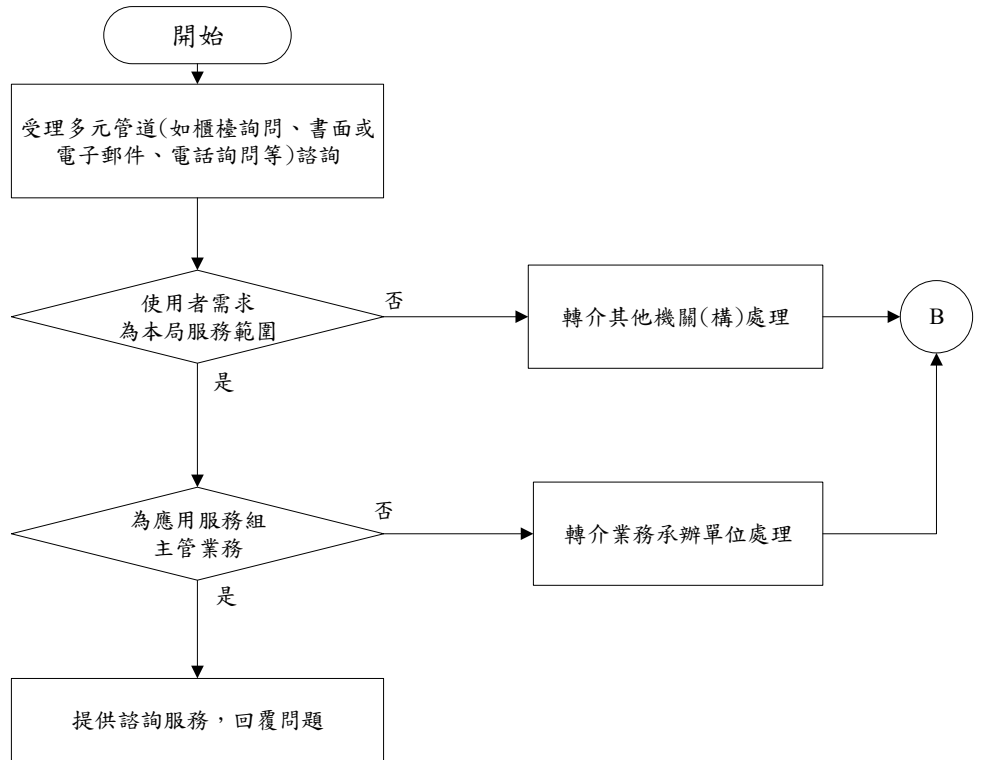 開始
受理多元管道(如櫃檯詢問、書面或
電子郵件、電話詢問等)諮詢
使用者需求
為本局服務範圍
否
轉介其他機關(構)處理
B
是
為應用服務組
主管業務
否
轉介業務承辦單位處理
是
提供諮詢服務，回覆問題